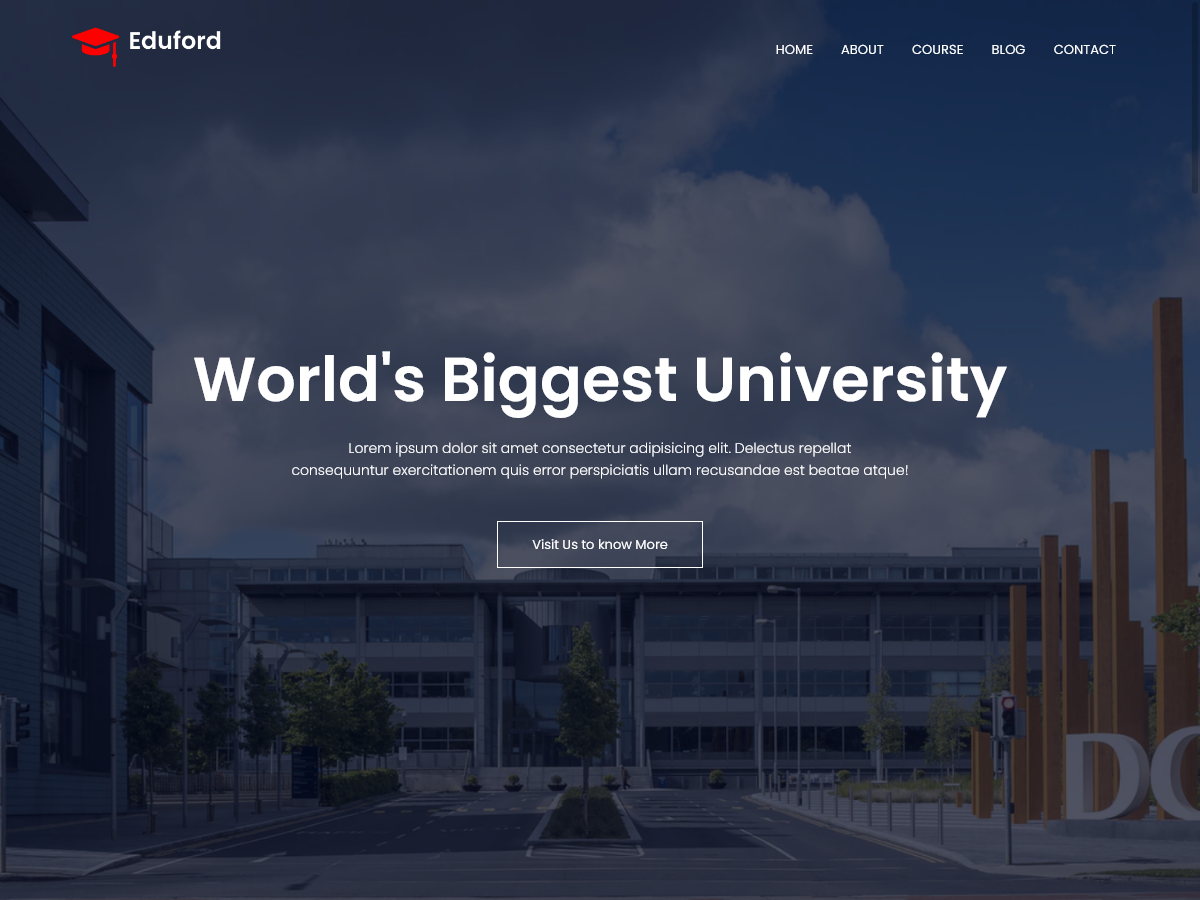 Eduford
HOME ABOUT COURSE BLOG CONTACT
World's Biggest University
Lorem ipsum dolor sit amet consectetur adipisicing elit. Delectus repellat
consequuntur exercitationem quis error perspiciatis ullam recusandae est beatae atque!
Visit Us to know More
DC